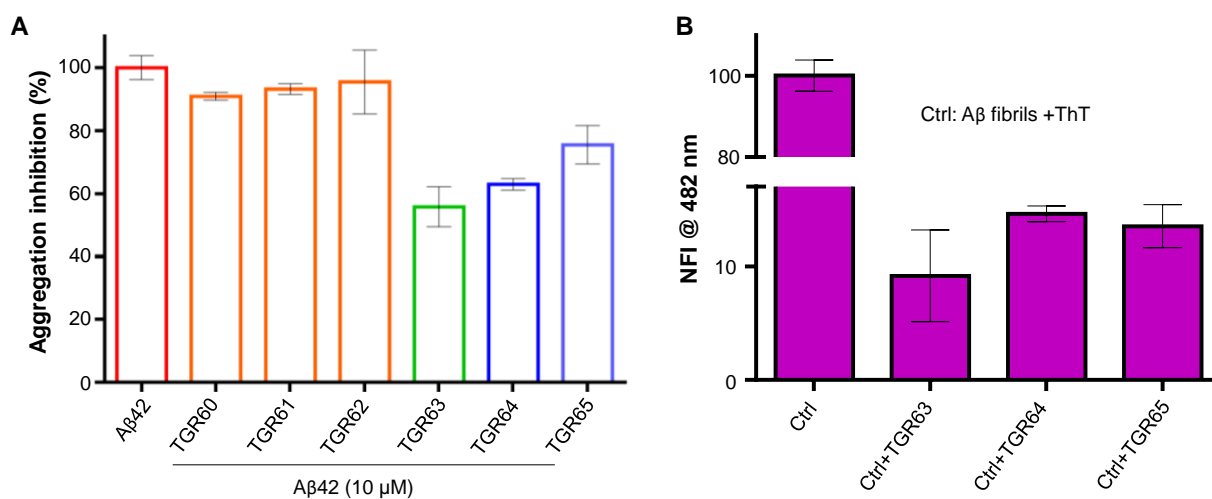 A
Aggregation inhibition (%)
100
80
60
40
20
0
Aβ42
TGR60
TGR61
TGR62
TGR63
TGR64
TGR65
Aβ42 (10 μM)
B
NFI @ 482 nm
100
80
10
0
Ctrl: Aβ fibrils +ThT
Ctrl
Ctrl+TGR63
Ctrl+TGR64
Ctrl+TGR65